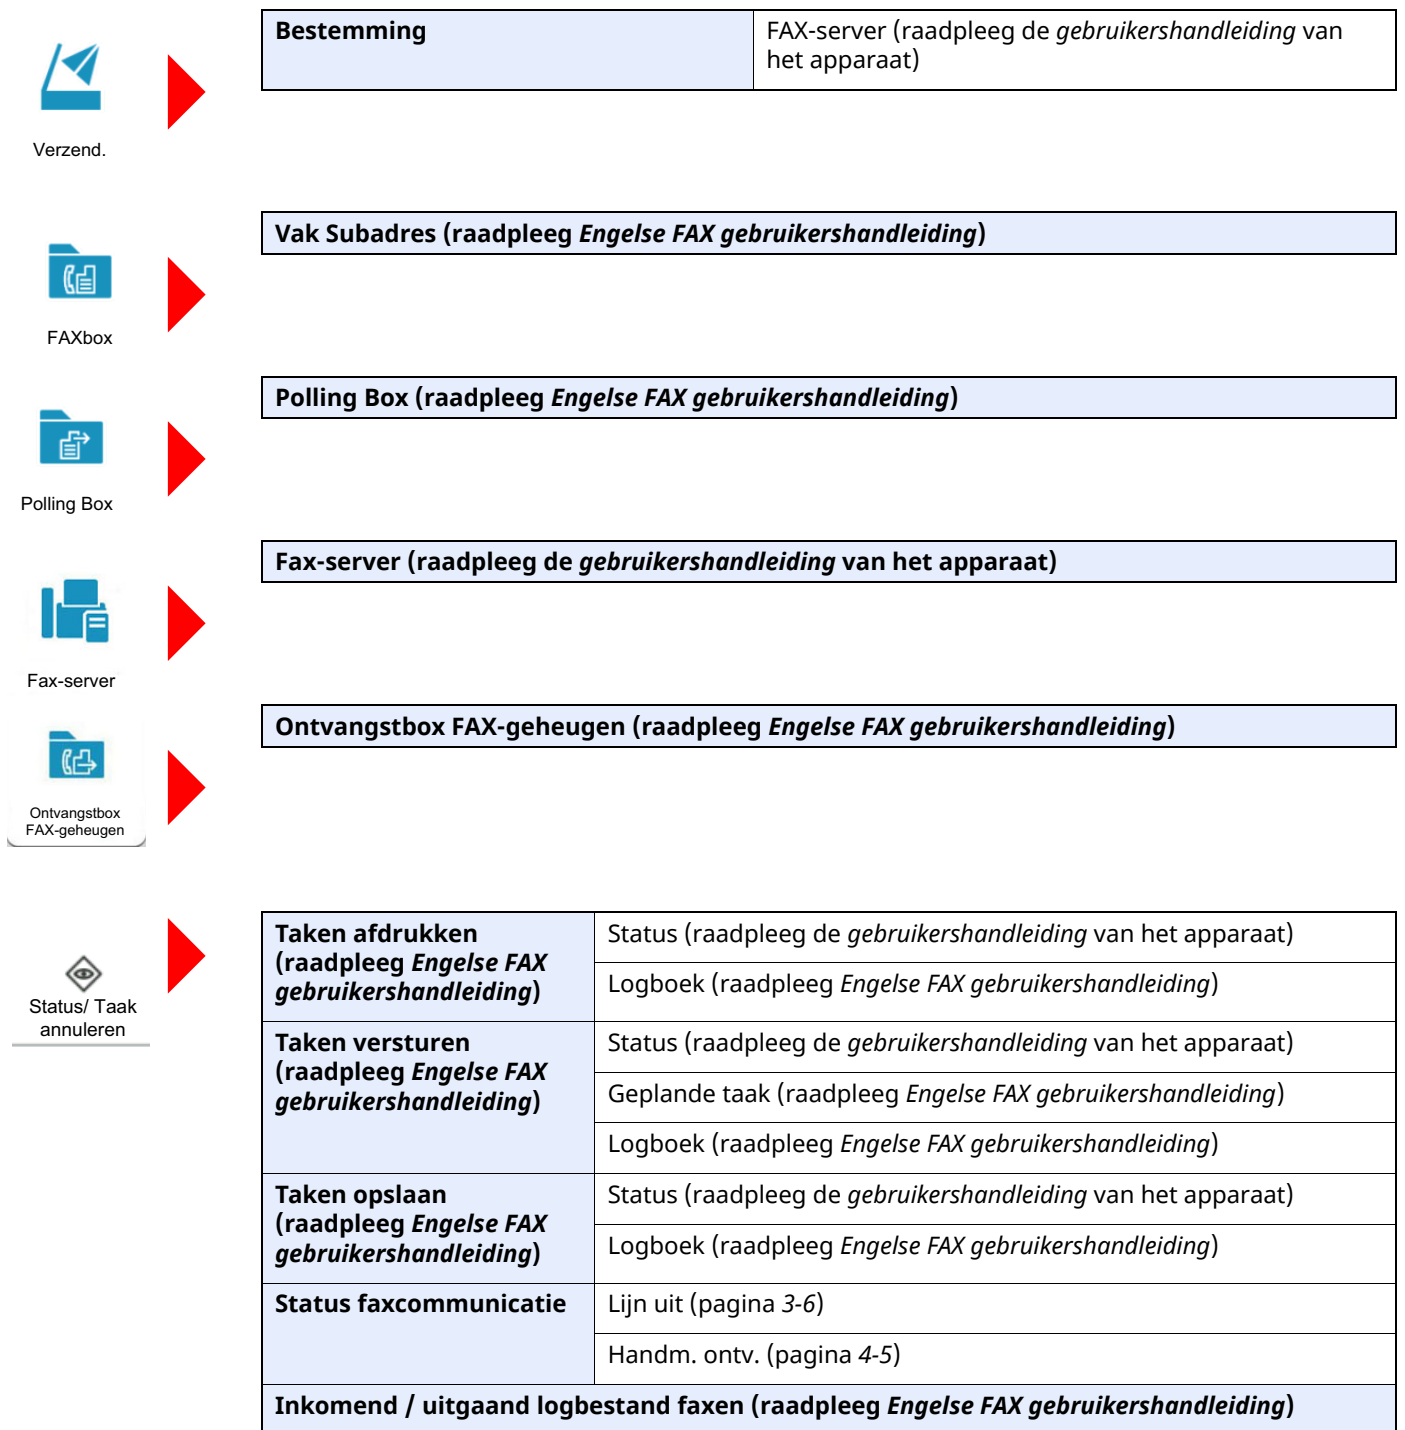 Bestemming
FAX-server (raadpleeg de gebruikershandleiding van
het apparaat)
Verzend.
Vak Subadres (raadpleeg Engelse FAX gebruikershandleiding)
FAXbox
Polling Box (raadpleeg Engelse FAX gebruikershandleiding)
Polling Box
Fax-server (raadpleeg de gebruikershandleiding van het apparaat)
Fax-server
Ontvangstbox FAX-geheugen (raadpleeg Engelse FAX gebruikershandleiding)
Ontvangstbox
FAX-geheugen
Status/ Taak
annuleren
Taken afdrukken
(raadpleeg Engelse FAX
gebruikershandleiding)
Status (raadpleeg de gebruikershandleiding van het apparaat)
Logboek (raadpleeg Engelse FAX gebruikershandleiding)
Taken versturen
(raadpleeg Engelse FAX
gebruikershandleiding)
Status (raadpleeg de gebruikershandleiding van het apparaat)
Geplande taak (raadpleeg Engelse FAX gebruikershandleiding)
Logboek (raadpleeg Engelse FAX gebruikershandleiding)
Taken opslaan
(raadpleeg Engelse FAX
gebruikershandleiding)
Status (raadpleeg de gebruikershandleiding van het apparaat)
Logboek (raadpleeg Engelse FAX gebruikershandleiding)
Status faxcommunicatie
Lijn uit (pagina 3-6)
Handm. ontv. (pagina 4-5)
Inkomend / uitgaand logbestand faxen (raadpleeg Engelse FAX gebruikershandleiding)